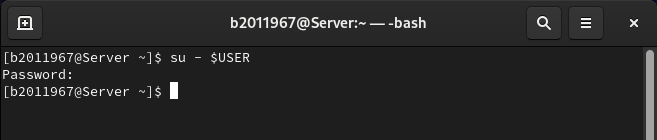 b2011967@Server:~ — -bash
[b2011967@Server ~]$ su - $USER
Password:
[b2011967@Server ~]$